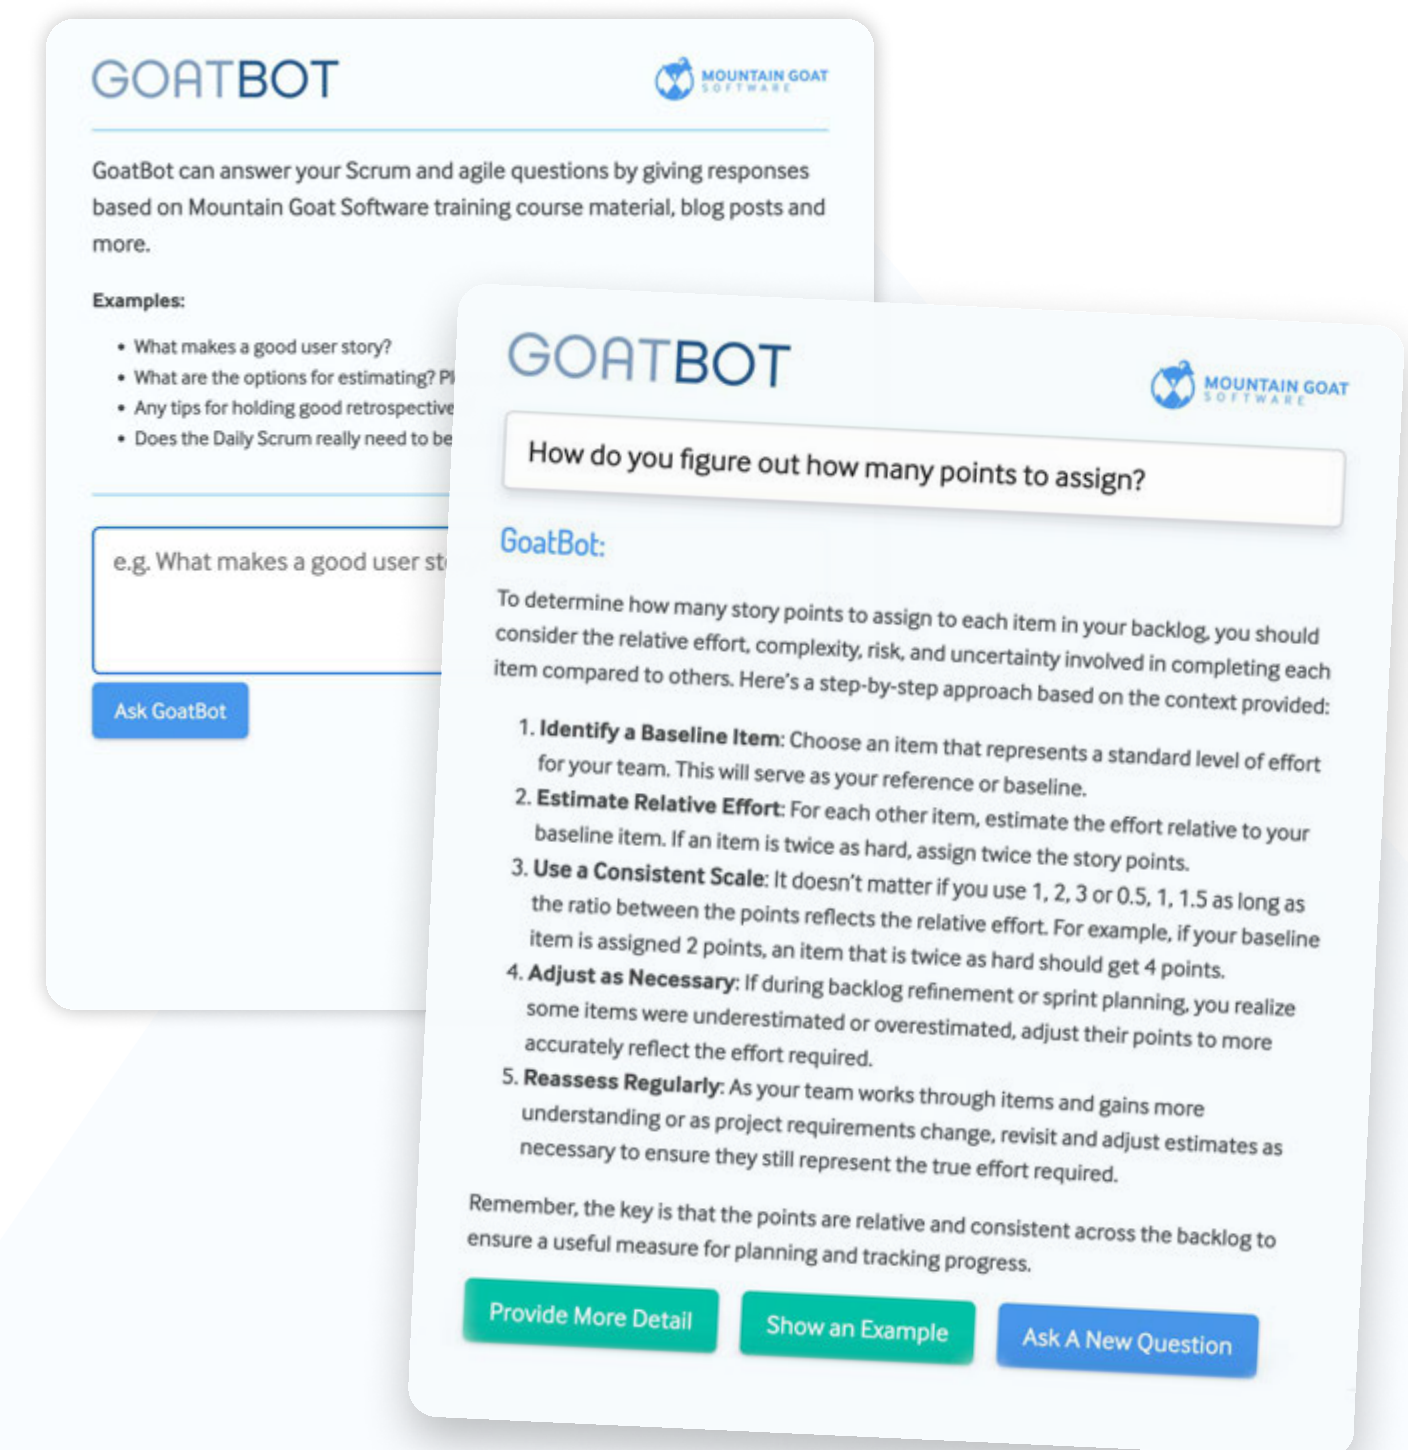 GOATBOT
MOUNTAIN GOAT
SOFTWARE
GoatBot can answer your Scrum and agile questions by giving responses
based on Mountain Goat Software training course material, blog posts and
more.
Examples:
• What makes a good user story?
• What are the options for estimating?
• Any tips for holding good retrospective
• Does the Daily Scrum really need to be
e.g. What makes a good user
Ask GoatBot
GOATBOT
MOUNTAIN GOAT
SOFTWARE
How do you figure out how many points to assign?
GoatBot:
To determine how many story points to assign to each item in your backlog, you should
consider the relative effort, complexity, risk, and uncertainty involved in completing each
item compared to others. Here's a step-by-step approach based on the context provided:
1. Identify a Baseline Item: Choose an item that represents a standard level of effort
for your team. This will serve as your reference or baseline.
2. Estimate Relative Effort: For each other item, estimate the effort relative to your
baseline item. If an item is twice as hard, assign twice the story points.
3. Use a Consistent Scale: It doesn't matter if you use 1, 2, 3 or 0.5, 1, 1.5 as long as
the ratio between the points reflects the relative effort. For example, if your baseline
item is assigned 2 points, an item that is twice as hard should get 4 points.
4. Adjust as Necessary: If during backlog refinement or sprint planning, you realize
some items were underestimated or overestimated, adjust their points to more
accurately reflect the effort required.
5. Reassess Regularly: As your team works through items and gains more
understanding or as project requirements change, revisit and adjust estimates as
necessary to ensure they still represent the true effort required.
Remember, the key is that the points are relative and consistent across the backlog to
ensure a useful measure for planning and tracking progress.
Provide More Detail
Show an Example
Ask A New Question